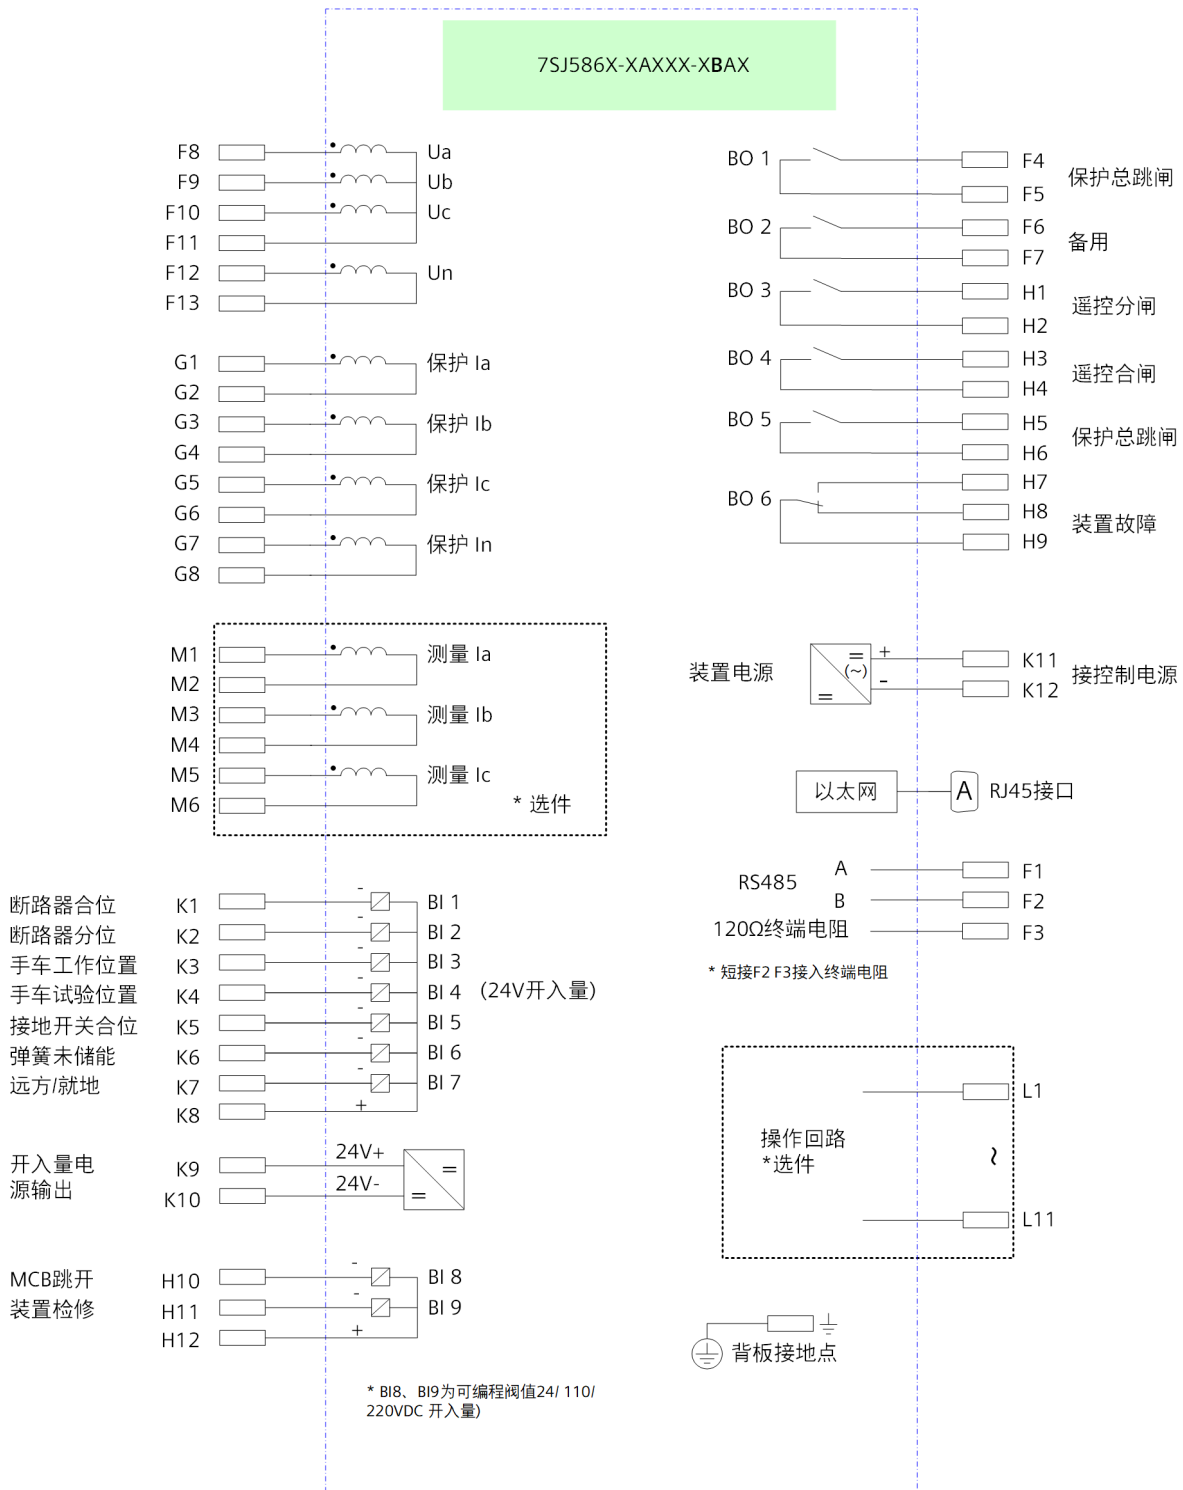 7SJ586X-XAXXX-XBAX
F8 Ua
F9 Ub
F10 Uc
F11
F12 Un
F13
G1 保护 Ia
G2
G3 保护 Ib
G4
G5 保护 Ic
G6
G7 保护 In
G8
M1 测量 Ia
M2
M3 测量 Ib
M4
M5 测量 Ic
M6 * 选件
断路器合位 K1 - BI 1
断路器分位 K2 - BI 2
手车工作位置 K3 - BI 3
手车试验位置 K4 - BI 4 (24V开入量)
接地开关合位 K5 - BI 5
弹簧未储能 K6 - BI 6
远方/就地 K7 - BI 7
K8 +
开入量电
源输出
K9 24V+
K10 24V-
=
=
MCB跳开 H10 - BI 8
装置检修 H11 - BI 9
H12 +
* BI8、BI9为可编程阀值24/ 110/
220VDC 开入量)
BO 1 F4
F5
保护总跳闸
BO 2 F6
F7
备用
BO 3 H1
H2
遥控分闸
BO 4 H3
H4
遥控合闸
BO 5 H5
H6
保护总跳闸
BO 6 H7
H8
H9
装置故障
装置电源
=
(~)
=
+ K11
- K12
接控制电源
以太网 A RJ45接口
RS485
A F1
B F2
120Ω终端电阻 F3
* 短接F2 F3接入终端电阻
L1
操作回路
*选件
~
L11
背板接地点